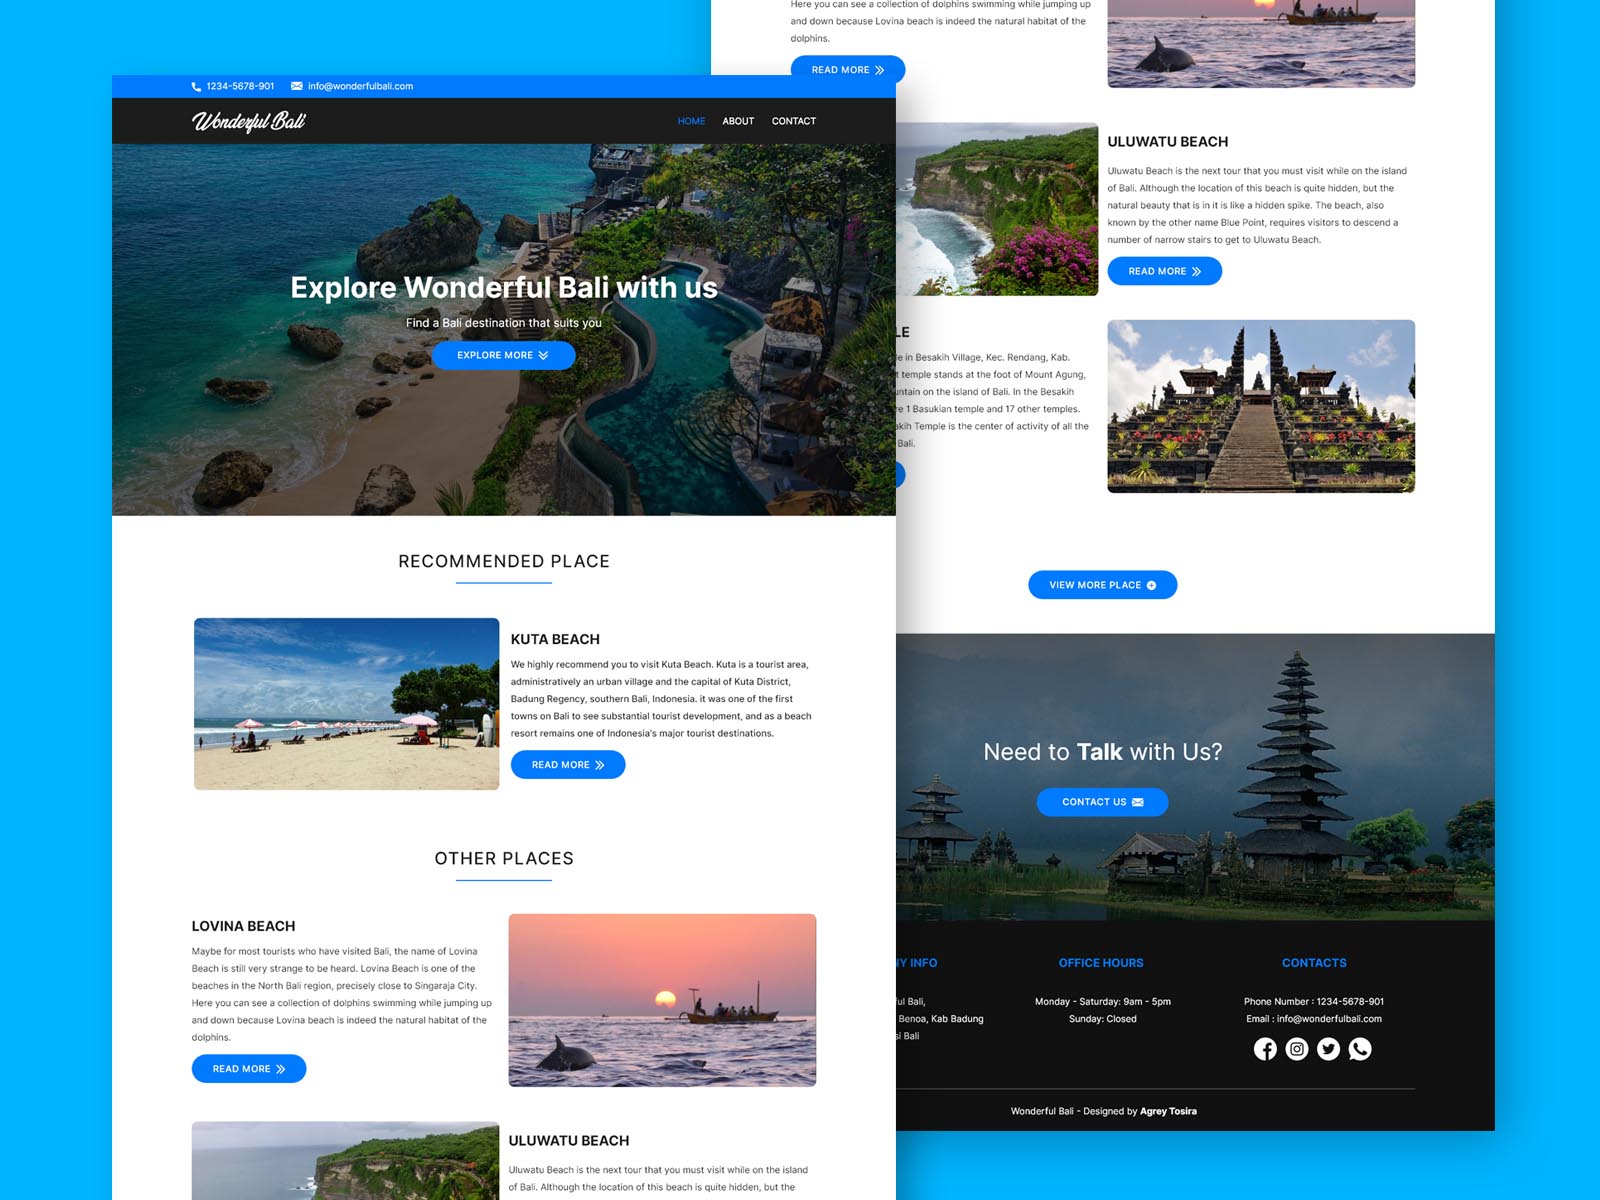 1234-5678-901 info@wonderfulbali.com
Wonderful Bali
HOME ABOUT CONTACT
Explore Wonderful Bali with us
Find a Bali destination that suits you
EXPLORE MORE
RECOMMENDED PLACE
KUTA BEACH
We highly recommend you to visit Kuta Beach. Kuta is a tourist area,
administratively an urban village and the capital of Kuta District,
Badung Regency, southern Bali, Indonesia. it was one of the first
towns on Bali to see substantial tourist development, and as a beach
resort remains one of Indonesia's major tourist destinations.
READ MORE
OTHER PLACES
LOVINA BEACH
Maybe for most tourists who have visited Bali, the name of Lovina
Beach is still very strange to be heard. Lovina Beach is one of the
beaches in the North Bali region, precisely close to Singaraja City.
Here you can see a collection of dolphins swimming while jumping up
and down because Lovina beach is indeed the natural habitat of the
dolphins.
READ MORE
ULUWATU BEACH
Uluwatu Beach is the next tour that you must visit while on the island
of Bali. Although the location of this beach is quite hidden, but the
Here you can see a collection of dolphins swimming while jumping up
and down because Lovina beach is indeed the natural habitat of the
dolphins.
READ MORE
ULUWATU BEACH
Uluwatu Beach is the next tour that you must visit while on the island
of Bali. Although the location of this beach is quite hidden, but the
natural beauty that is in it is like a hidden spike. The beach, also
known by the other name Blue Point, requires visitors to descend a
number of narrow stairs to get to Uluwatu Beach.
READ MORE
LE
le in Besakih Village, Kec. Rendang, Kab.
t temple stands at the foot of Mount Agung,
untain on the island of Bali. In the Besakih
re 1 Basukian temple and 17 other temples.
akih Temple is the center of activity of all the
Bali.
VIEW MORE PLACE
Need to Talk with Us?
CONTACT US
NY INFO
ful Bali,
Benoa, Kab Badung
si Bali
OFFICE HOURS
Monday - Saturday: 9am - 5pm
Sunday: Closed
CONTACTS
Phone Number : 1234-5678-901
Email : info@wonderfulbali.com
Wonderful Bali - Designed by Agrey Tosira